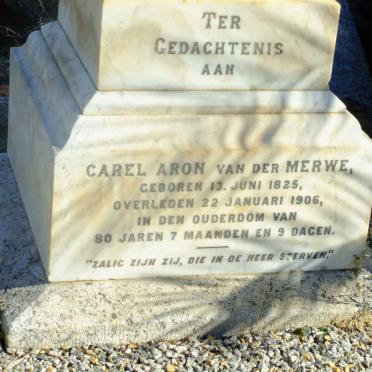 TER
GEDACHTENIS
AAN
CAREL ARON VAN DER MERWE,
GEBOREN 13. JUNI 1825,
OVERLEDEN 22 JANUARI 1906,
IN DEN OUDERDOM VAN
80 JAREN 7 MAANDEN EN 9 DAGEN.
"ZALIG ZIJN ZIJ, DIE IN DE HEER STERVEN."